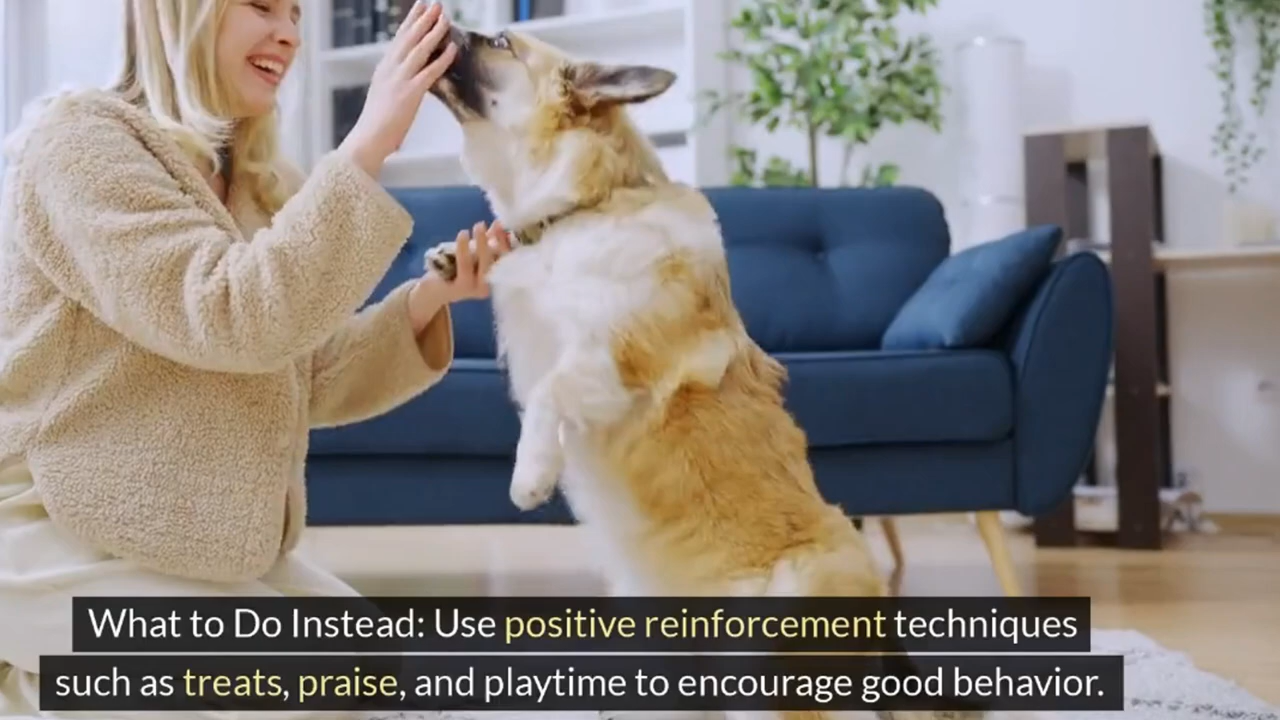 What to Do Instead: Use positive reinforcement techniques
such as treats, praise, and playtime to encourage good behavior.